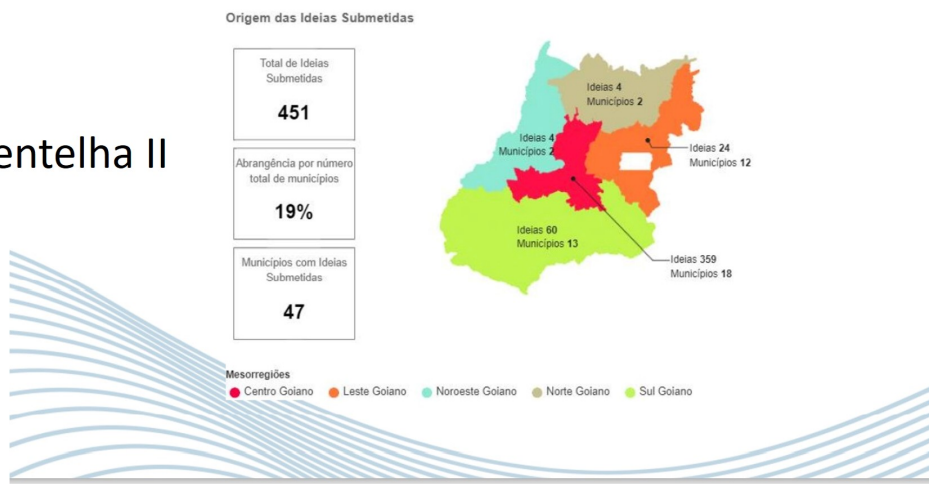 Origem das Ideias Submetidas
Total de Ideias
Submetidas
451
entelha II
Abrangência por número
total de municípios
19%
Municípios com Ideias
Submetidas
47
Ideias 4
Municípios 2
Ideias 4
Municípios 2
Ideias 24
Municípios 12
Ideias 60
Municípios 13
Ideias 359
Municípios 18
Mesorregiões
Centro Goiano Leste Goiano Noroeste Goiano Norte Goiano Sul Goiano